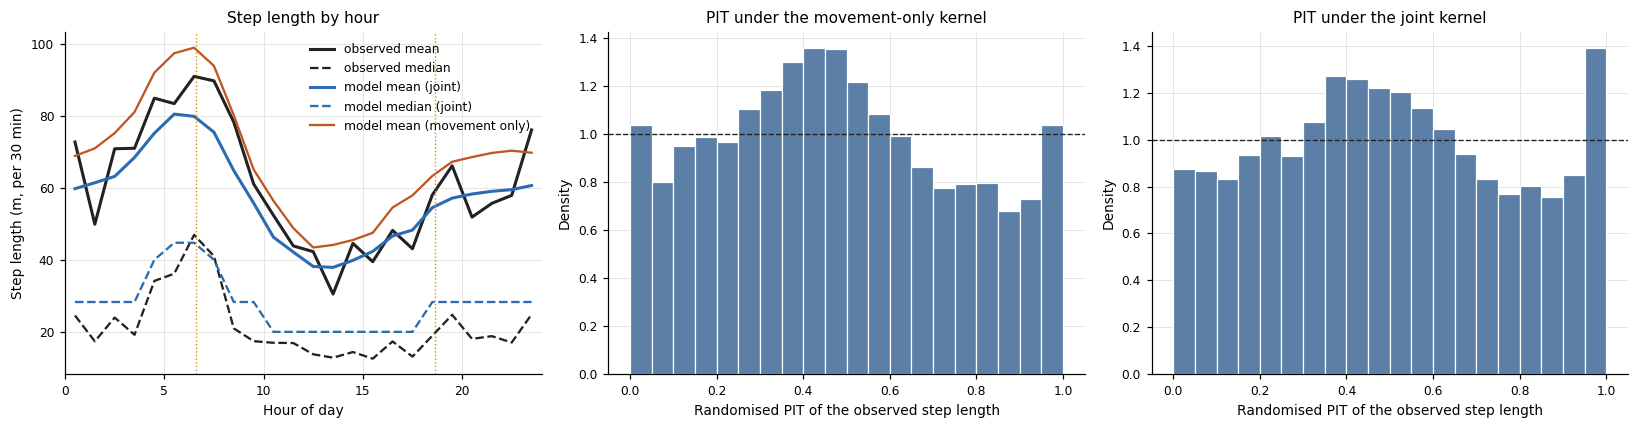 Step length by hour
Step length (m, per 30 min)
100
80
60
40
20
0
5
10
15
20
Hour of day
observed mean
observed median
model mean (joint)
model median (joint)
model mean (movement only)
PIT under the movement-only kernel
Density
1.4
1.2
1.0
0.8
0.6
0.4
0.2
0.0
0.0
0.2
0.4
0.6
0.8
1.0
Randomised PIT of the observed step length
PIT under the joint kernel
Density
1.4
1.2
1.0
0.8
0.6
0.4
0.2
0.0
0.0
0.2
0.4
0.6
0.8
1.0
Randomised PIT of the observed step length